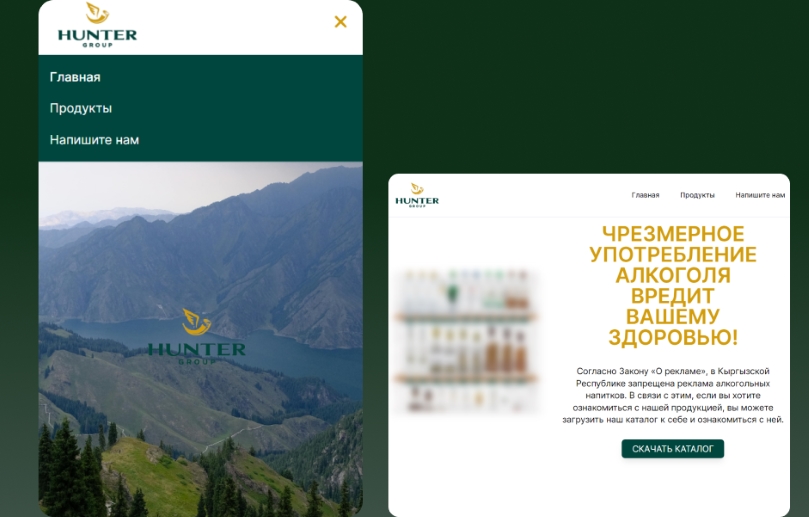 HUNTER
GROUP
Главная
Продукты
Напишите нам
HUNTER
GROUP
HUNTER
GROUP
Главная
Продукты
Напишите нам
ЧРЕЗМЕРНОЕ
УПОТРЕБЛЕНИЕ
АЛКОГОЛЯ
ВРЕДИТ
ВАШЕМУ
ЗДОРОВЬЮ!
Согласно Закону «О рекламе», в Кыргызской
Республике запрещена реклама алкогольных
напитков. В связи с этим, если вы хотите
ознакомиться с нашей продукцией, вы можете
загрузить наш каталог к себе и ознакомиться с ней.
СКАЧАТЬ КАТАЛОГ